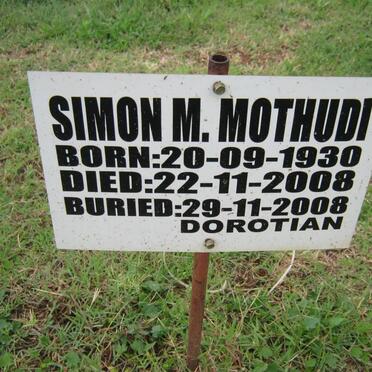 SIMON M. MOTHUDI
BORN:20-09-1930
DIED:22-11-2008
BURIED:29-11-2008
DOROTIAN